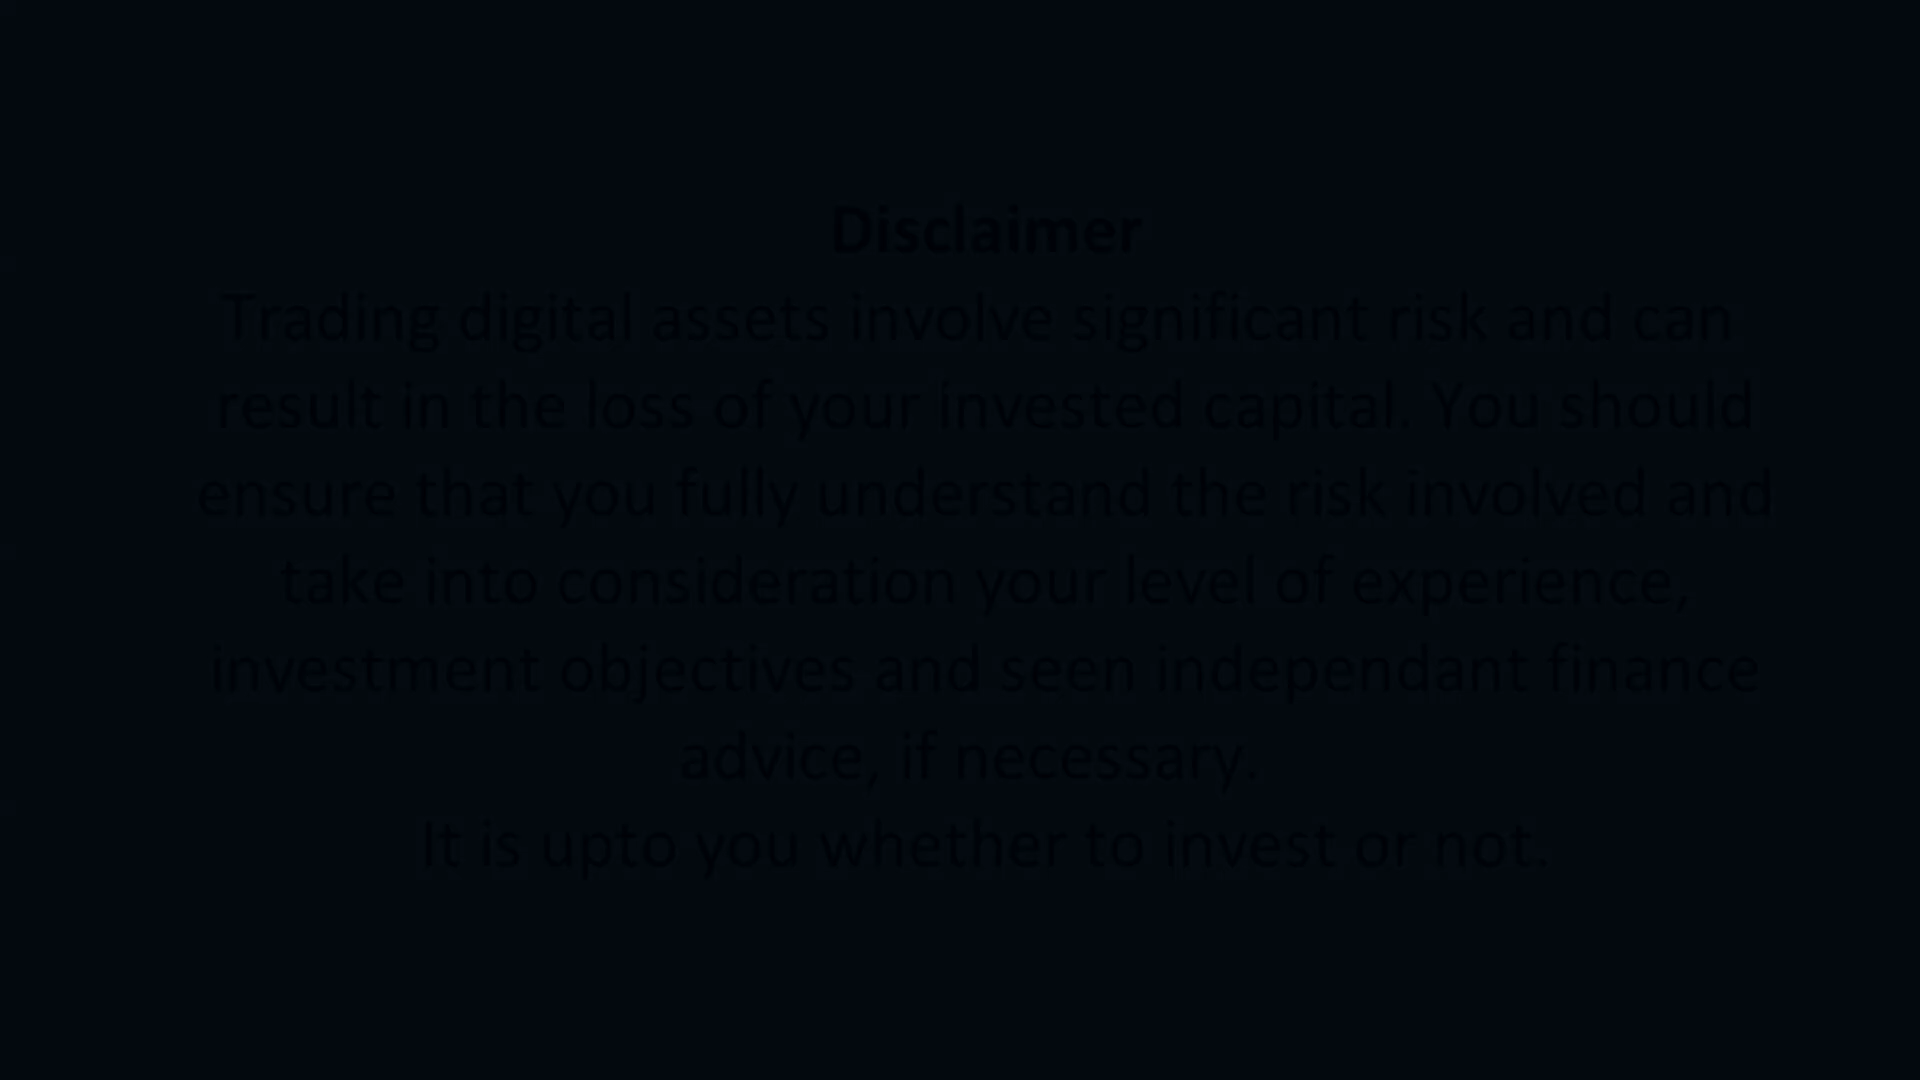 Disclaimer
Trading digital assets involve significant risk and can
result in the loss of your invested capital. You should
ensure that you fully understand the risk involved and
take into consideration your level of experience,
investment objectives and seen independant finance
advice, if necessary.
It is upto you whether to invest or not.